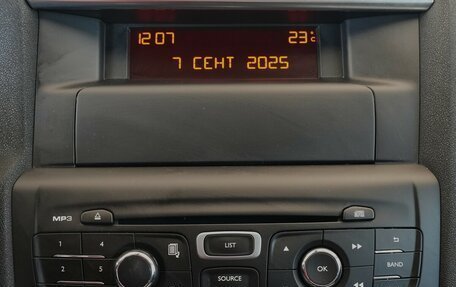 12:07 23°C
7 СЕНТ 2025
MP3
1 4 LIST BAND
2 5 SOURCE OK